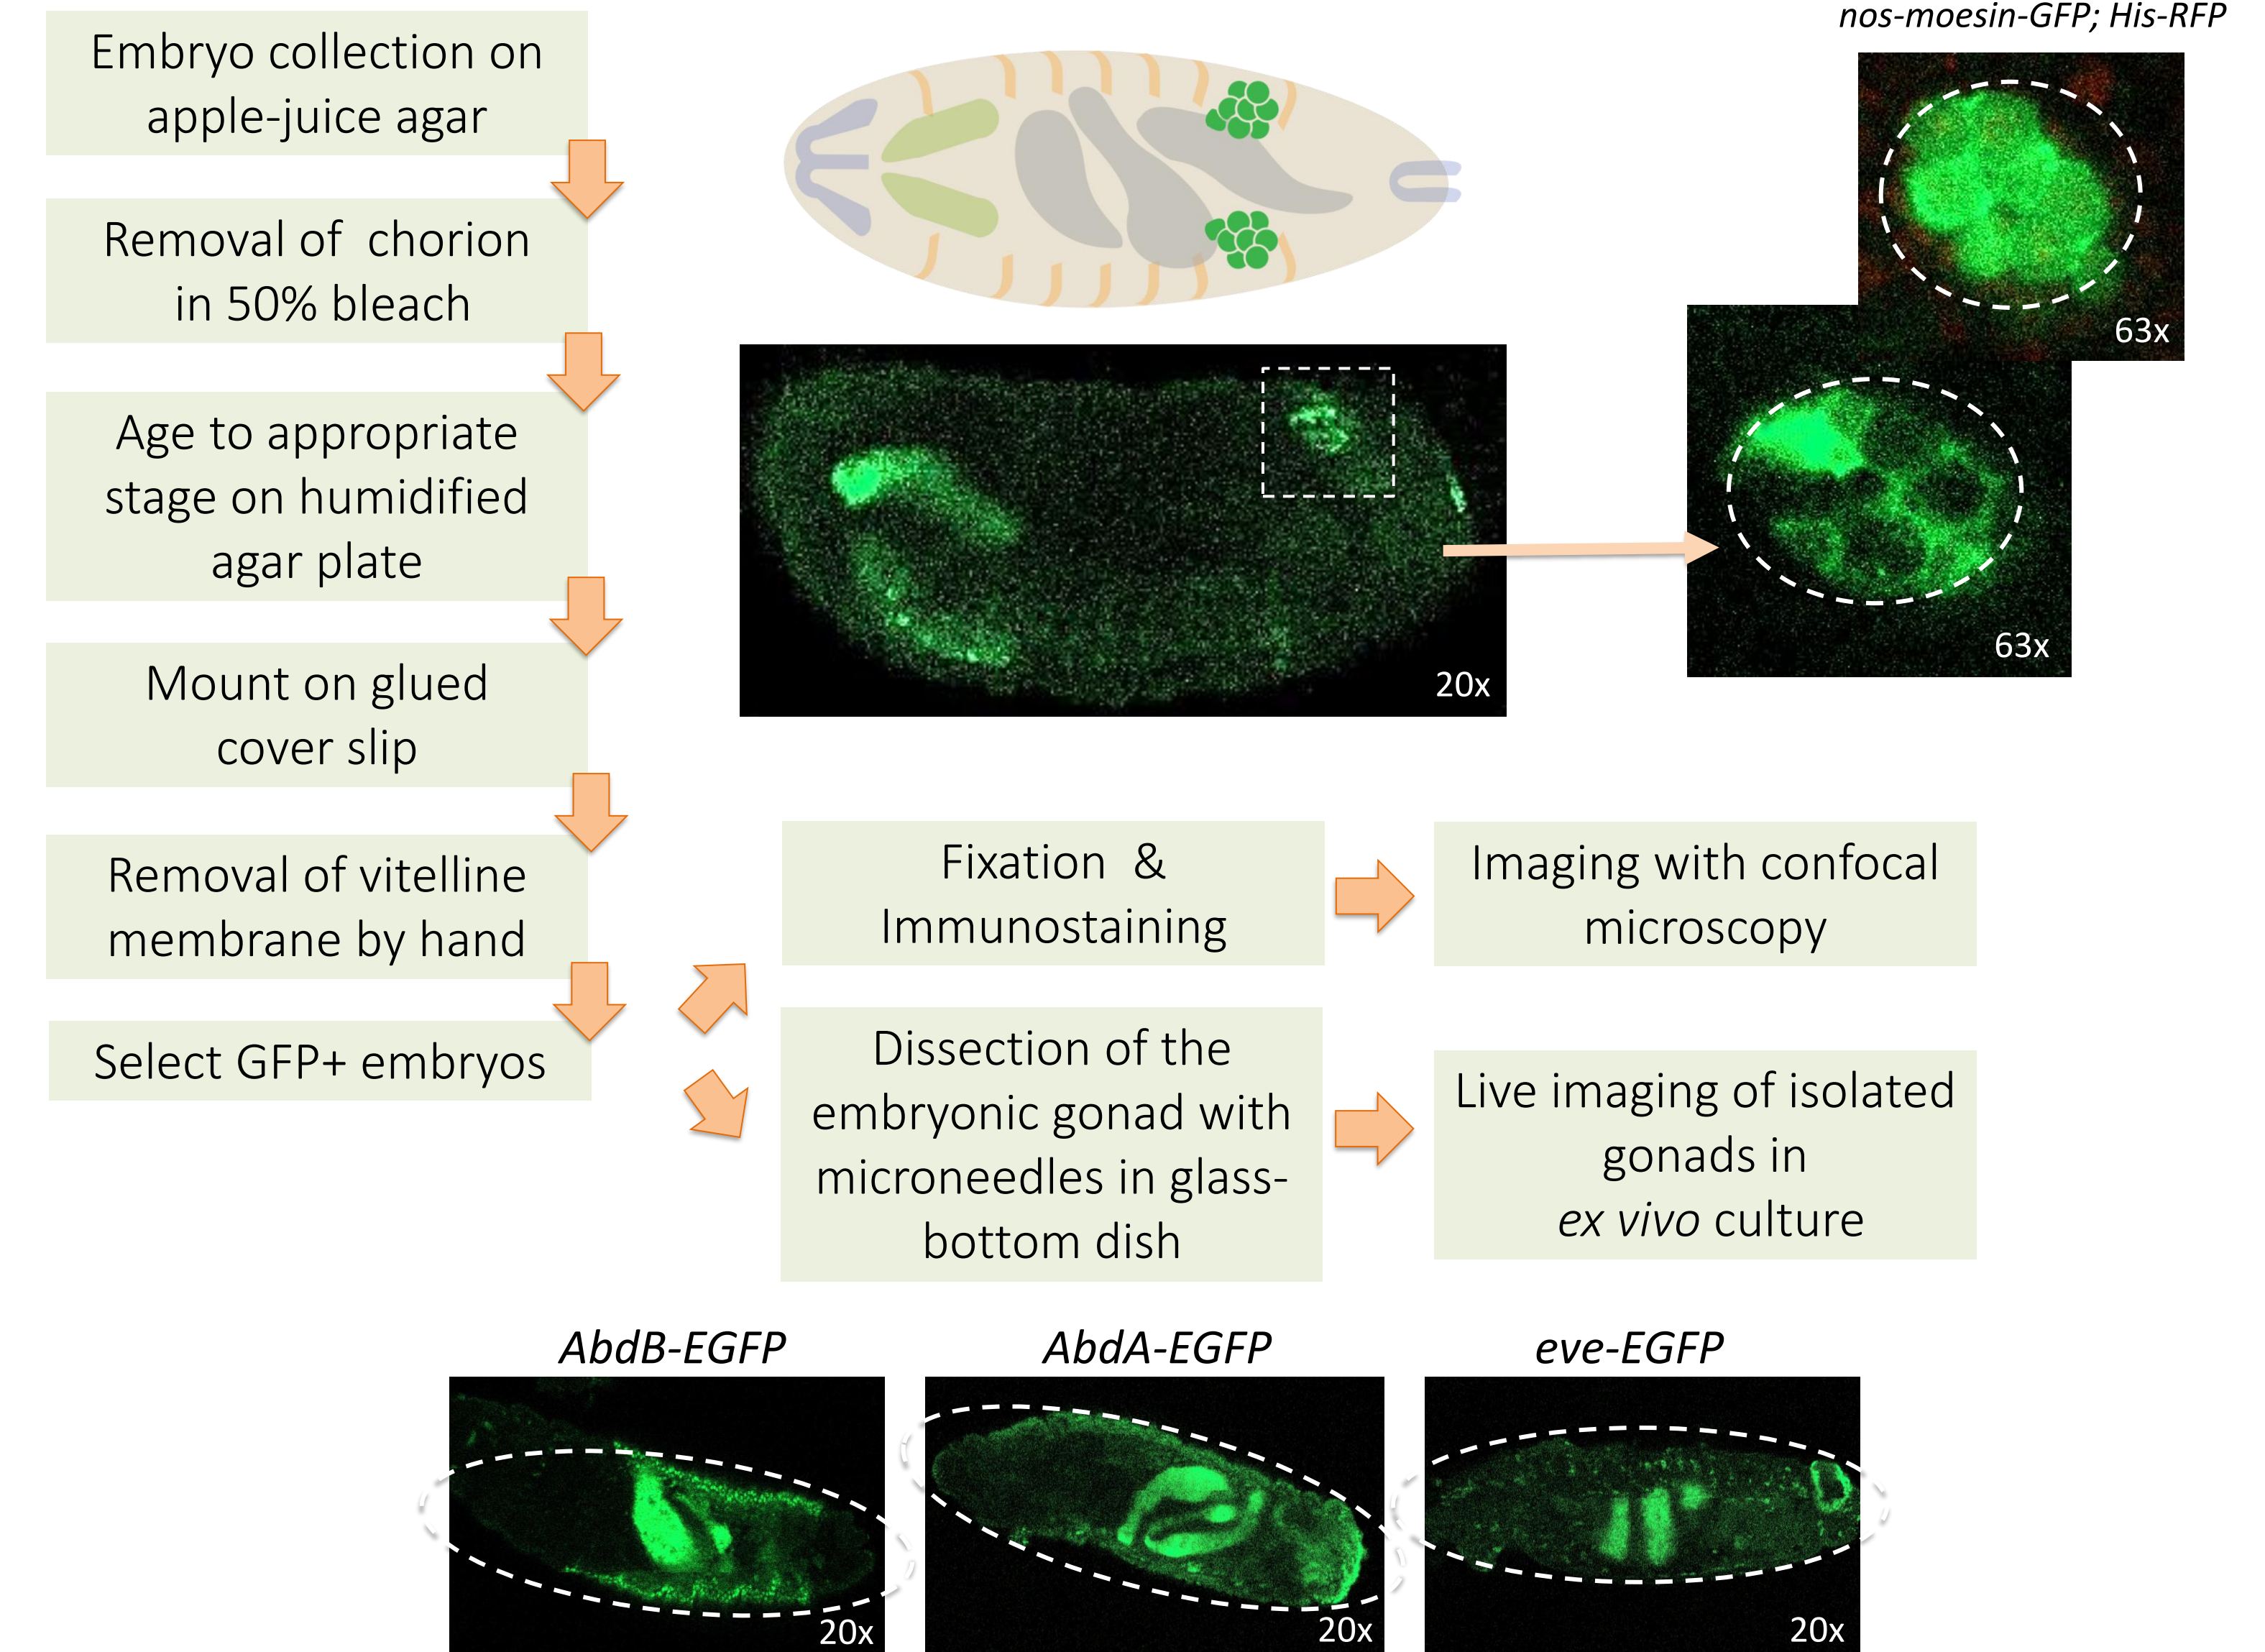 Embryo collection on
apple-juice agar
Removal of  chorion
in 50% bleach
Age to appropriate
stage on humidified
agar plate
Mount on glued
cover slip
Removal of vitelline
membrane by hand
Select GFP+ embryos
nos-moesin-GFP; His-RFP
63x
63x
20x
Fixation  &
Immunostaining
Imaging with confocal
microscopy
Dissection of the
embryonic gonad with
microneedles in glass-
bottom dish
Live imaging of isolated
gonads in
ex vivo culture
AbdB-EGFP
20x
AbdA-EGFP
20x
eve-EGFP
20x